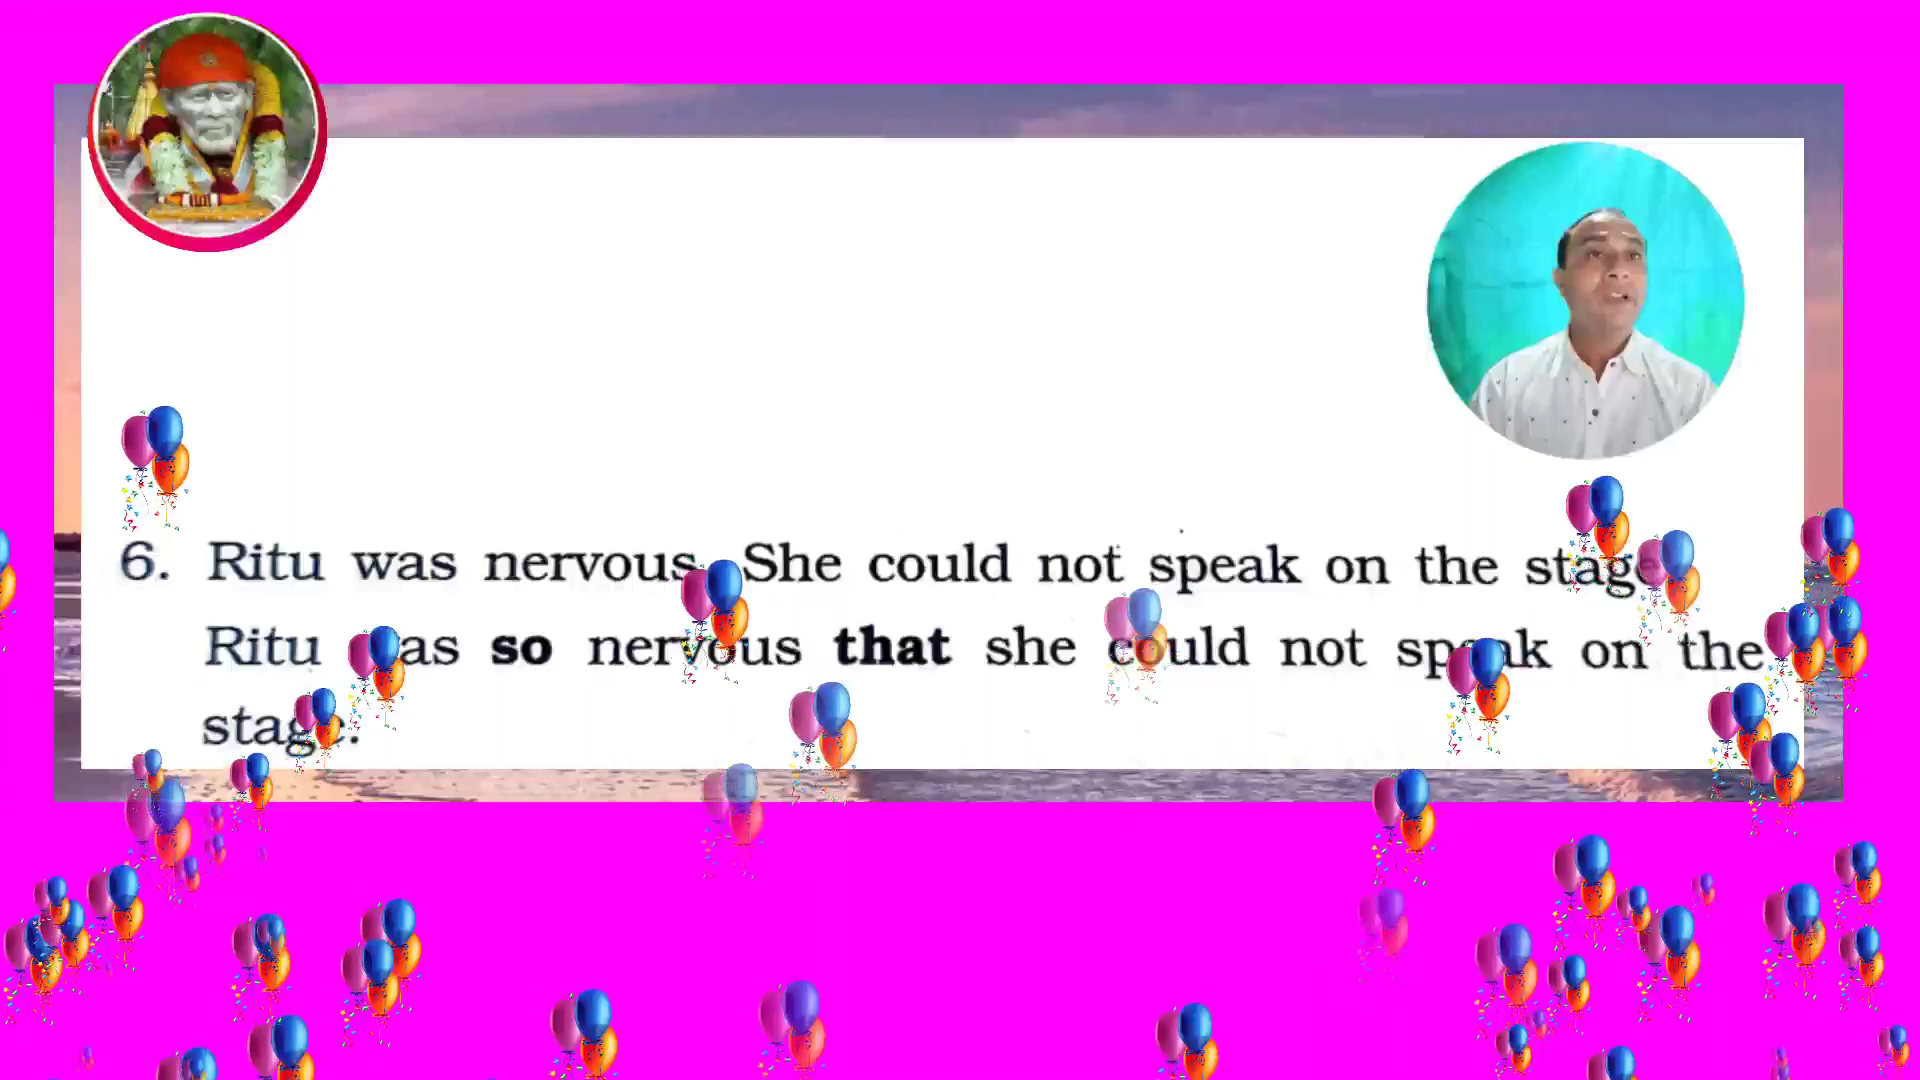 6. Ritu was nervous. She could not speak on the stage.
Ritu was so nervous that she could not speak on the
stage.